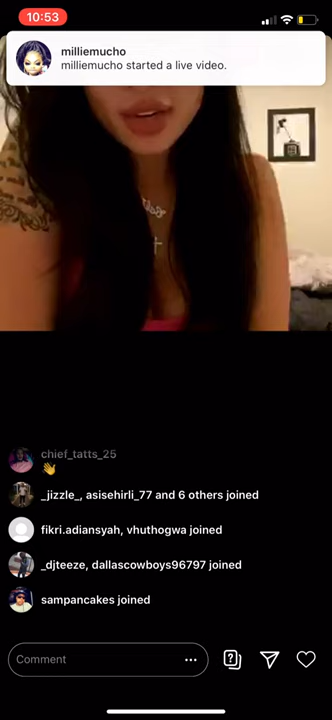 10:53
milliemucho
milliemucho started a live video.
chief_tatts_25
👋
_jizzle_, asisehirli_77 and 6 others joined
fikri.adiansyah, vhuthogwa joined
_djteeze, dallascowboys96797 joined
sampancakes joined
Comment